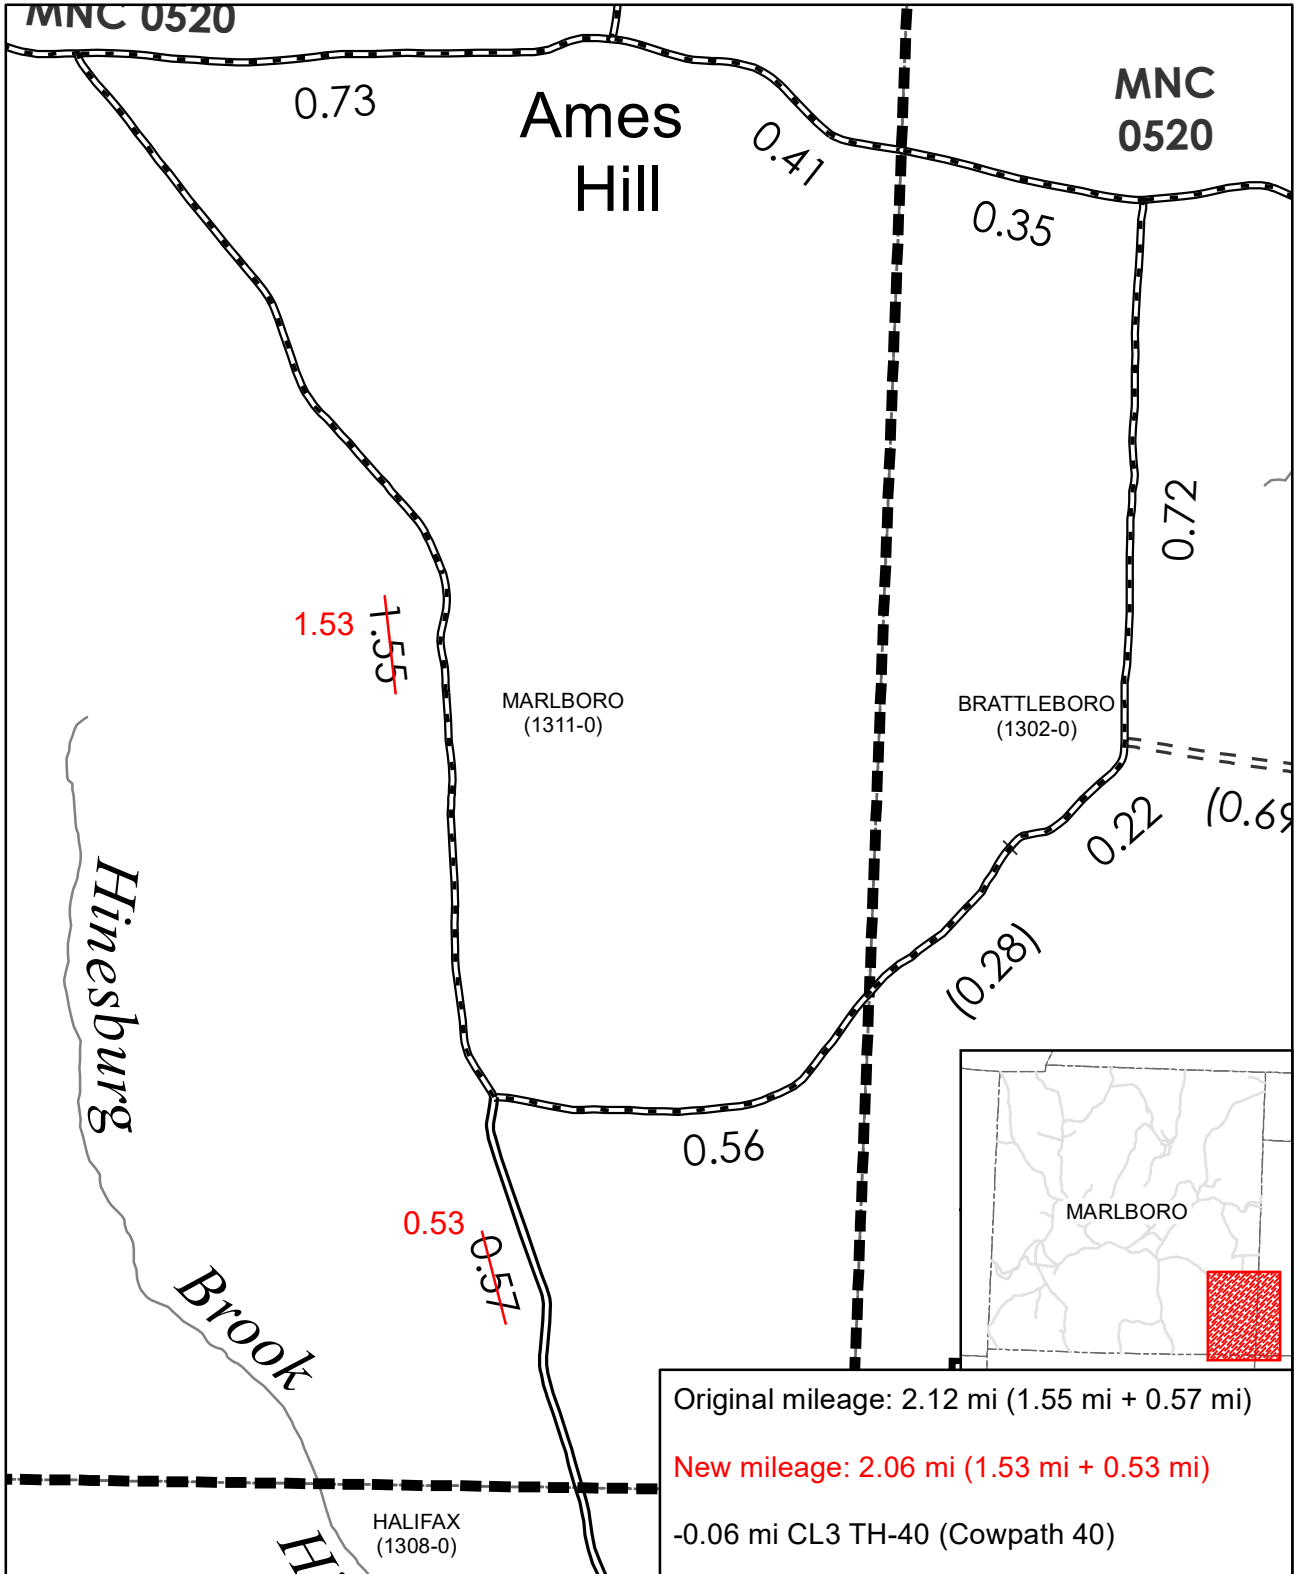 MNC 0520
0.73
Ames
Hill
0.41
MNC
0520
0.35
0.72
1.53
1.55
MARLBORO
(1311-0)
BRATTLEBORO
(1302-0)
0.22
(0.69
Hinesburg
(0.28)
0.56
0.53
0.57
MARLBORO
Brook
Original mileage: 2.12 mi (1.55 mi + 0.57 mi)
New mileage: 2.06 mi (1.53 mi + 0.53 mi)
-0.06 mi CL3 TH-40 (Cowpath 40)
HALIFAX
(1308-0)